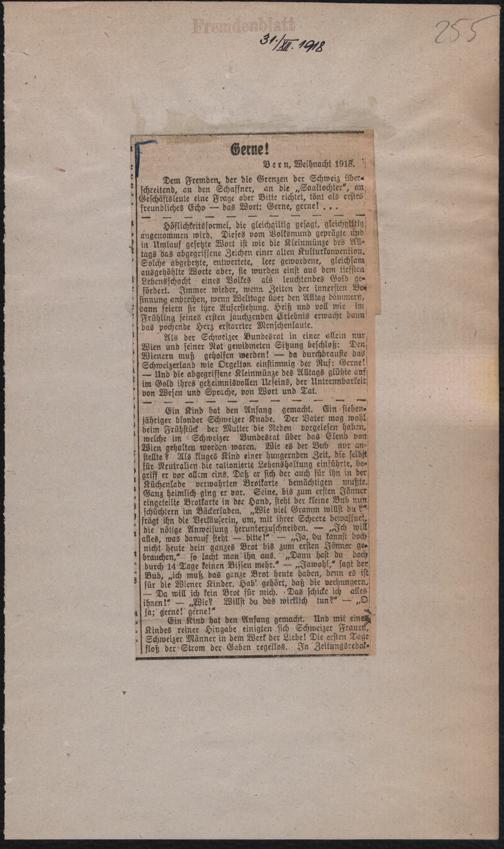 Fremdenblatt
31./XII. 1918
255
Gerne!
Bern, Weihnacht 1918.
Dem Fremden, der die Grenzen der Schweiz über-
schreitend, an den Schaffner, an die „Saaltochter“, an
Geschäftsleute eine Frage oder Bitte richtet, tönt als erstes
freundliches Echo — das Wort: Gerne, gerne! . . .
Höflichkeitsformel, die gleichgiltig gesagt, gleichgiltig
angenommen wird. Dieses vom Volksmund geprägte und
in Umlauf gesetzte Wort ist wie die Kleinmünze des All-
tags das abgegriffene Zeichen einer alten Kulturkonvention.
Solche abgehetzte, entwertete, leer gewordene, gleichsam
ausgehöhlte Worte aber, sie wurden einst aus dem tiefsten
Lebensschacht eines Volkes als leuchtendes Gold ge-
fördert. Immer wieder, wenn Zeiten der innersten Be-
sinnung anbrechen, wenn Welttage über den Alltag dämmern,
dann feiern sie ihre Auferstehung. Heiß und voll wie im
Frühling seines ersten jauchzenden Erlebnis erwacht dann
das pochende Herz erstarrter Menschenlaute.
Als der Schweizer Bundesrat in einer allein nur
Wien und seiner Not gewidmeten Sitzung beschloß: Den
Wienern muß geholfen werden! — da durchbrauste das
Schweizerland wie Orgelton einstimmig der Ruf: Gerne!
— Und die abgegriffene Kleinmünze des Alltags glühte auf
im Gold ihres geheimnisvollen Urseins, der Untrennbarkeit
von Wesen und Sprache, von Wort und Tat.
Ein Kind hat den Anfang gemacht. Ein sieben-
jähriger blonder Schweizer Knabe. Der Vater mag wohl
beim Frühstück der Mutter die Reden vorgelesen haben,
welche im Schweizer Bundesrat über das Elend von
Wien gehalten worden waren. Wie es der Bub nur an-
stellte? Als kluges Kind einer hungernden Zeit, die selbst
für Neutralien die rationierte Lebenshaltung einführte, be-
griff er vor allem eins. Daß er sich der auch für ihn in der
Küchenlade verwahrten Brotkarte bemächtigen mußte.
Ganz heimlich ging er vor. Seine, bis zum ersten Jänner
eingeteilte Brotkarte in der Hand, steht der kleine Bub nun
schüchtern im Bäckerladen. „Wie viel Gramm willst du?“
frägt ihn die Verkäuferin, um, mit ihrer Schere bewaffnet,
die nötige Anweisung herunterzuschneiden. — „Ich will
alles, was darauf steht — bitte!“ — „Ja, du kannst doch
nicht heute dein ganzes Brot bis zum ersten Jänner ge-
brauchen,“ so lacht man ihn aus. „Dann hast du doch
durch 14 Tage keinen Bissen mehr.“ — „Jawohl,“ sagt der
Bub, „ich muß das ganze Brot heute haben, denn es ist
für die Wiener Kinder. Hab' gehört, daß die verhungern.
— Da will ich kein Brot für mich. Das schicke ich alles
ihnen!“ — „Wie? Willst du das wirklich tun?“ — „O
ja; gerne! gerne!“
Ein Kind hat den Anfang gemacht. Und mit eines
Kindes reiner Hingabe einigten sich Schweizer Frauen,
Schweizer Männer in dem Werk der Liebe! Die ersten Tage
floß der Strom der Gaben regellos. In Zeitungsredak-